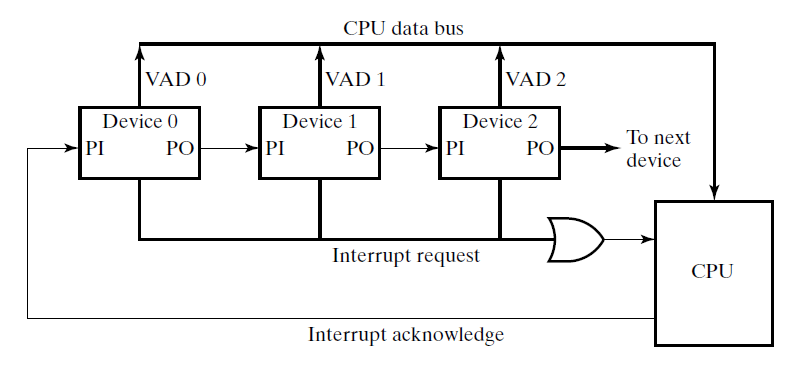 CPU data bus
VAD 0
VAD 1
VAD 2
Device 0
Device 1
Device 2
PI
PO
PI
PO
PI
PO
To next
device
Interrupt request
CPU
Interrupt acknowledge